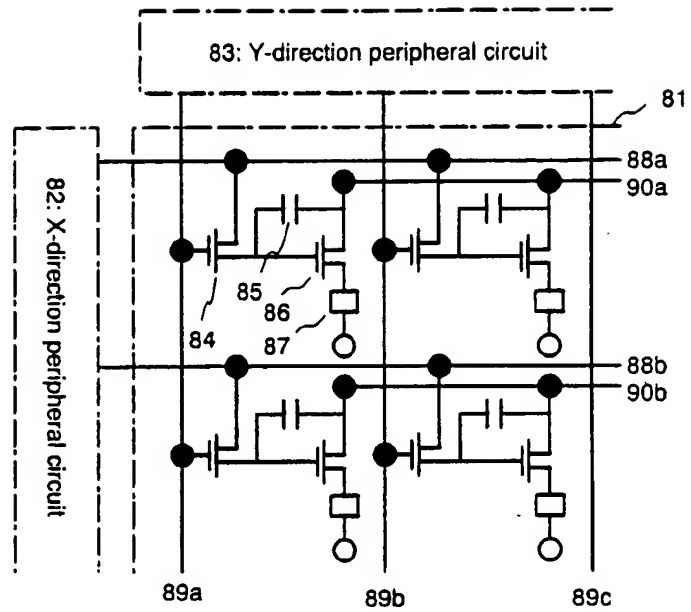 83: Y-direction peripheral circuit
81
88a
90a
82: X-direction peripheral circuit
84
85
86
87
88b
90b
89a
89b
89c